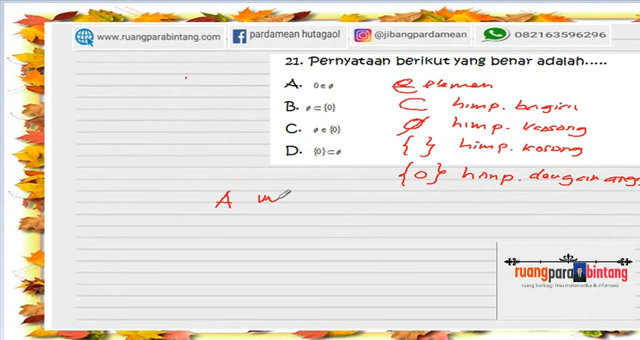 www.ruangparabintang.com pardamean hutagaol @jibangpardamean 082163596296
21. Pernyataan berikut yang benar adalah.....
A. 0 ∈ ø ∈ elemen
B. ø ⊂ {0} ⊂ himp. bagian
C. ø ∈ {0} ø himp. kosong
D. {0} ⊂ ø { } himp. kosong
{0} himp. dengan
A
ruangparabintang
ruang berbagi ilmu matematika & informasi